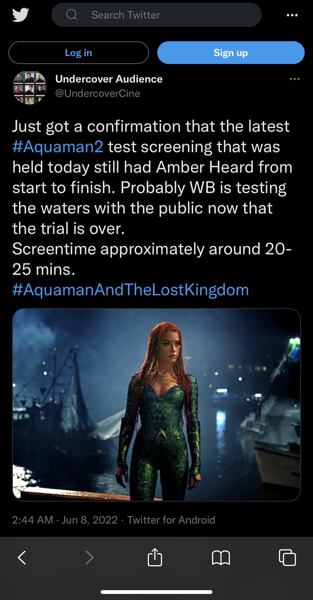 Search Twitter
Log in
Sign up
Undercover Audience
@UndercoverCine
Just got a confirmation that the latest
#Aquaman2 test screening that was
held today still had Amber Heard from
start to finish. Probably WB is testing
the waters with the public now that
the trial is over.
Screentime approximately around 20-
25 mins.
#AquamanAndTheLostKingdom
2:44 AM · Jun 8, 2022 · Twitter for Android